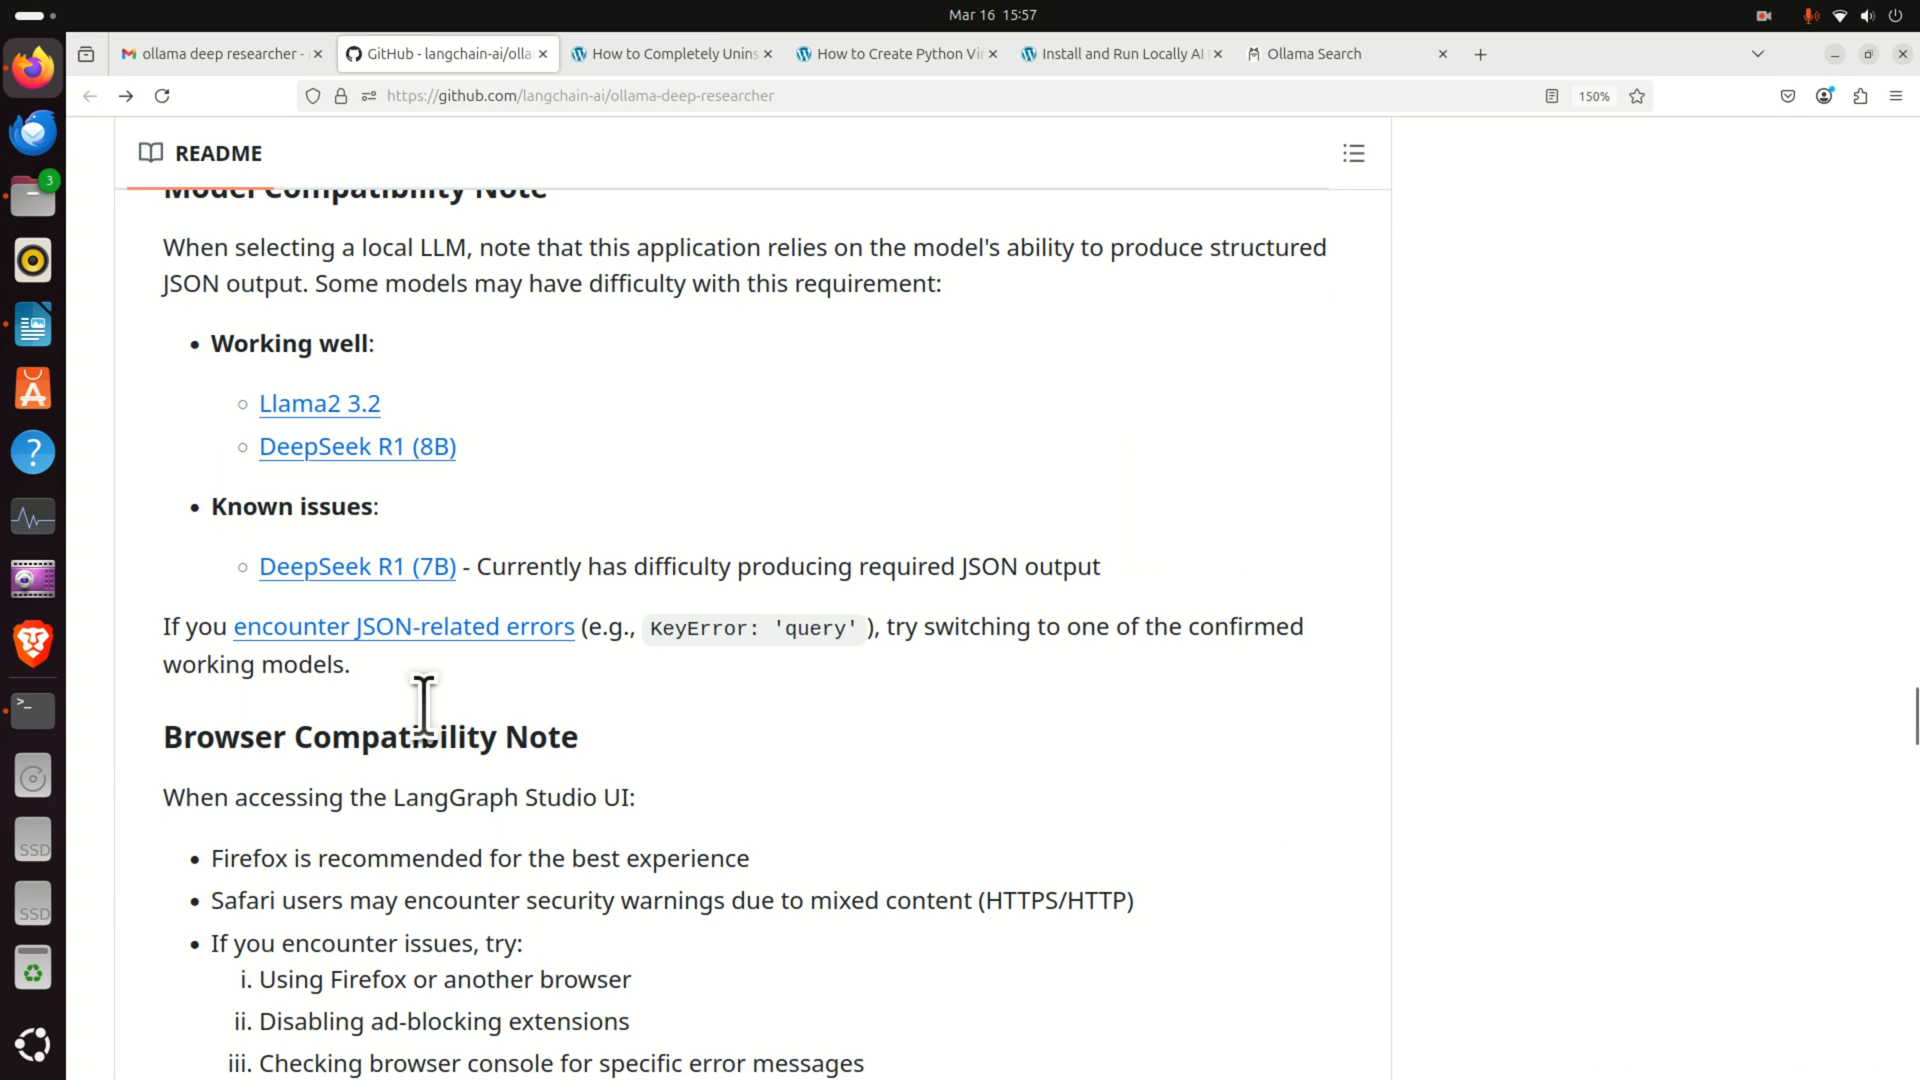 Mar 16 15:57
ollama deep researcher -
GitHub - langchain-ai/olla
How to Completely Unins
How to Create Python Vir
Install and Run Locally AI
Ollama Search
https://github.com/langchain-ai/ollama-deep-researcher
150%
3
README
Model Compatibility Note
When selecting a local LLM, note that this application relies on the model's ability to produce structured
JSON output. Some models may have difficulty with this requirement:
• Working well:
◦ Llama2 3.2
◦ DeepSeek R1 (8B)
• Known issues:
◦ DeepSeek R1 (7B) - Currently has difficulty producing required JSON output
If you encounter JSON-related errors (e.g., KeyError: 'query'), try switching to one of the confirmed
working models.
Browser Compatibility Note
When accessing the LangGraph Studio UI:
• Firefox is recommended for the best experience
• Safari users may encounter security warnings due to mixed content (HTTPS/HTTP)
• If you encounter issues, try:
i. Using Firefox or another browser
ii. Disabling ad-blocking extensions
iii. Checking browser console for specific error messages
SSD
SSD